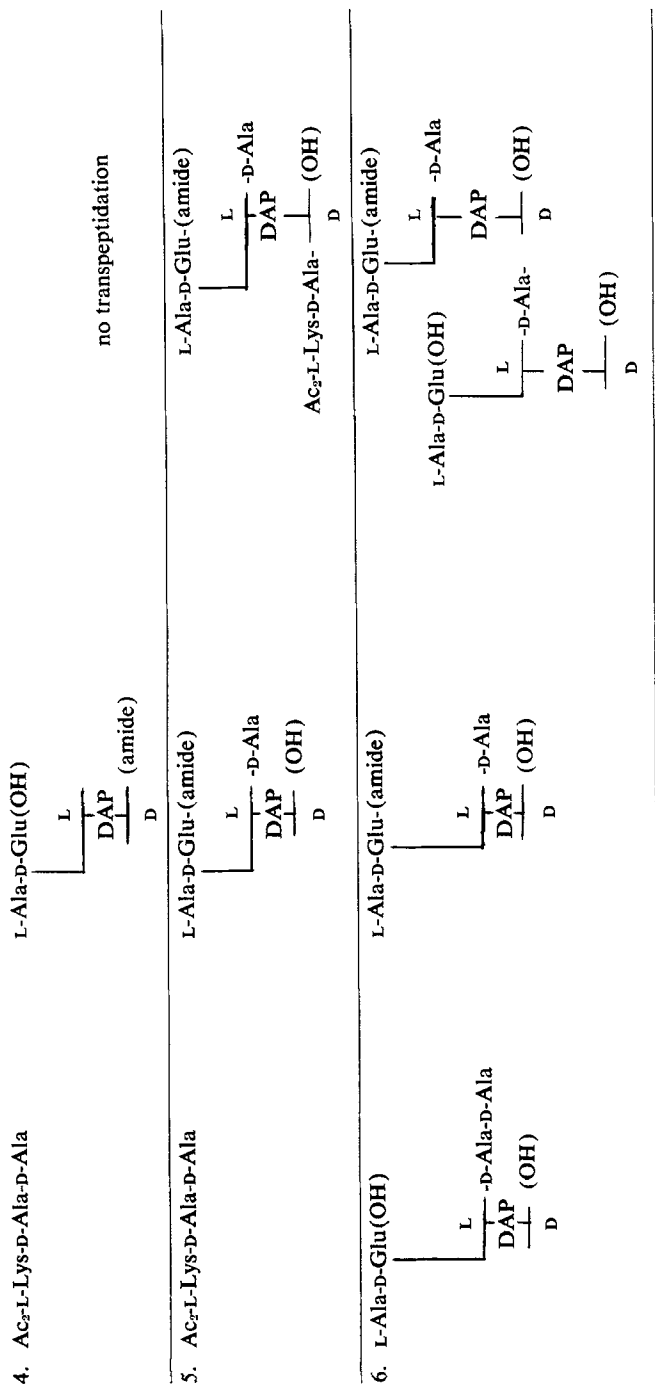 4. Ac₂-L-Lys-D-Ala-D-Ala
L-Ala-D-Glu(OH)
L
DAP
(amide)
D
no transpeptidation
5. Ac₂-L-Lys-D-Ala-D-Ala
L-Ala-D-Glu-(amide)
L
-D-Ala
DAP
(OH)
D
L-Ala-D-Glu-(amide)
L
-D-Ala
DAP
Ac₂-L-Lys-D-Ala-
(OH)
D
6. L-Ala-D-Glu(OH)
L
-D-Ala-D-Ala
DAP
(OH)
D
L-Ala-D-Glu-(amide)
L
-D-Ala
DAP
(OH)
D
L-Ala-D-Glu-(amide)
L
-D-Ala
DAP
(OH)
D
L-Ala-D-Glu(OH)
L
-D-Ala-
DAP
(OH)
D